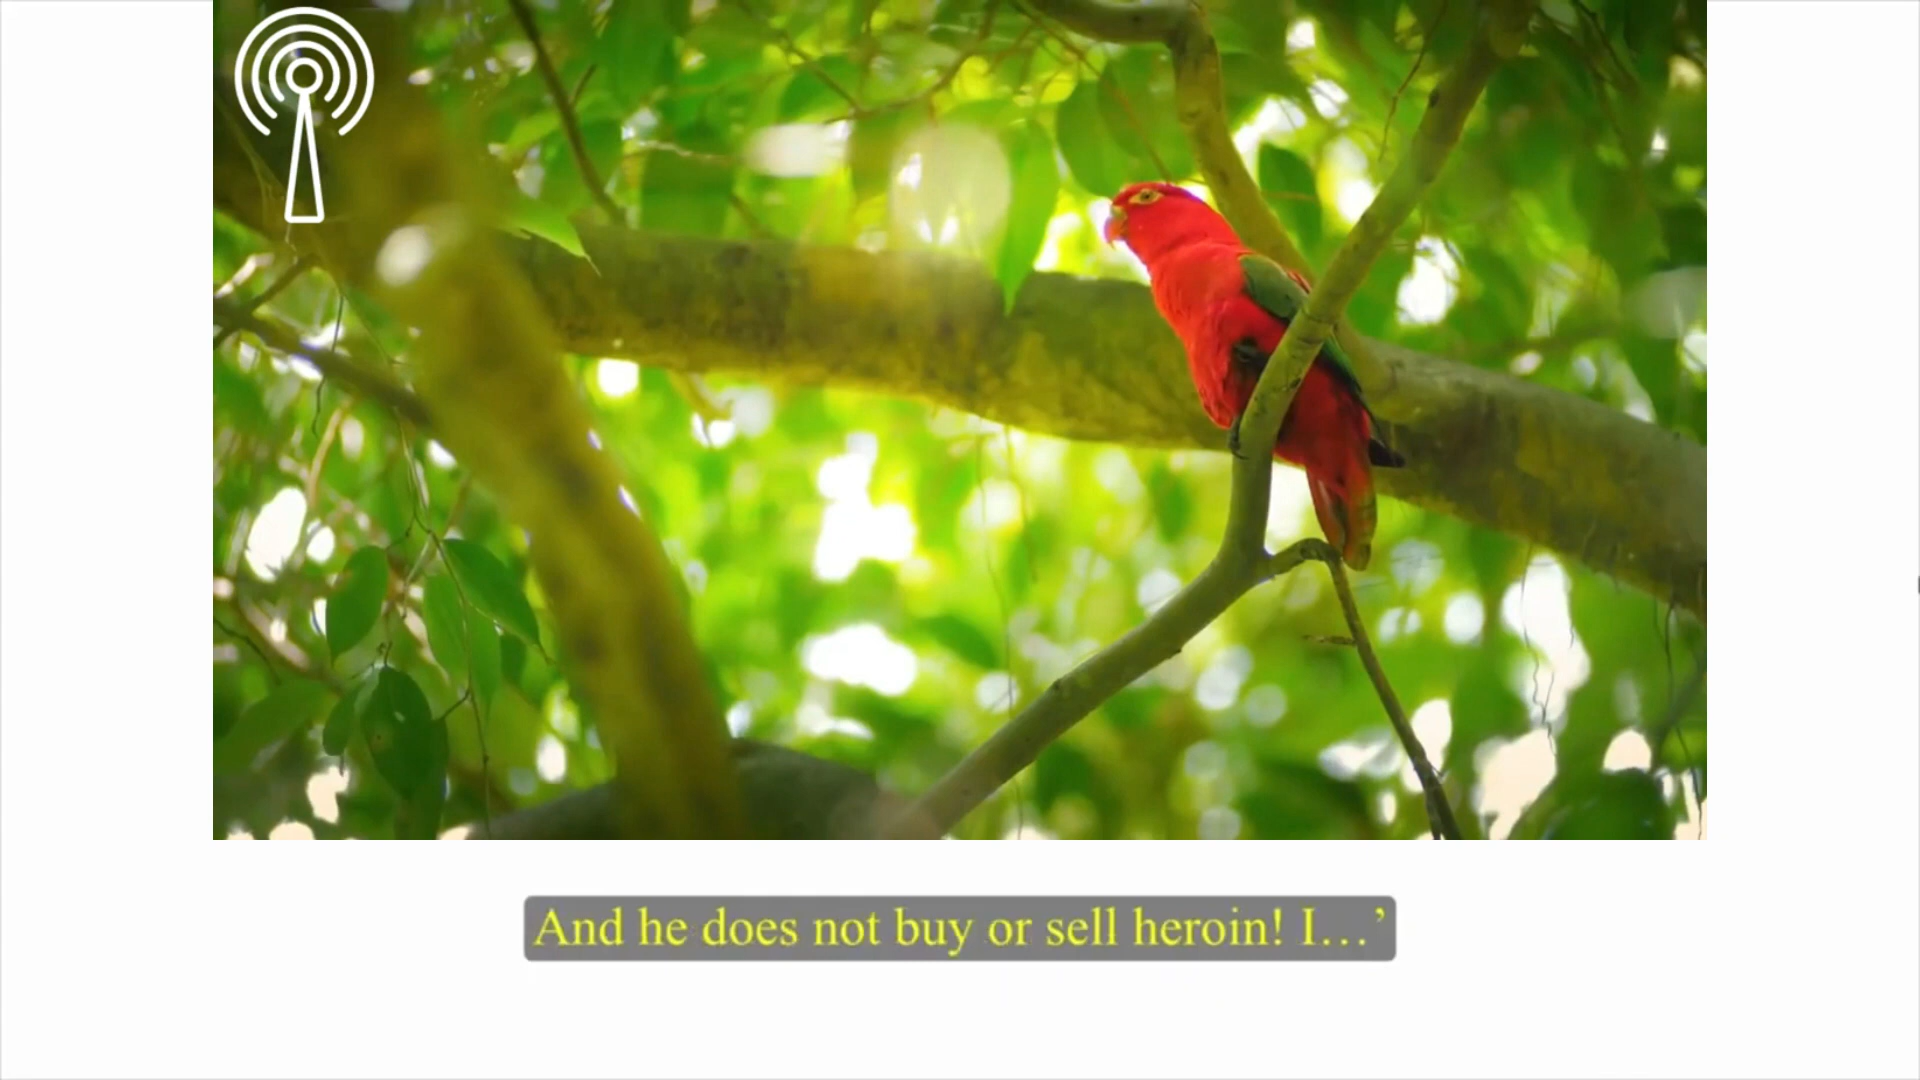 And he does not buy or sell heroin! I…’